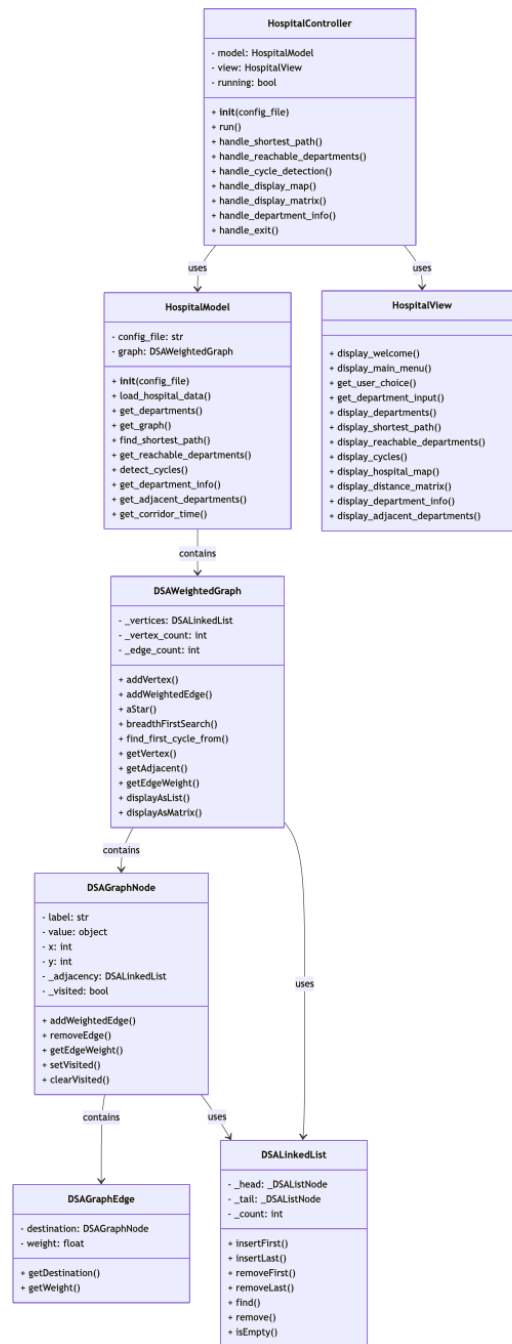 HospitalController
- model: HospitalModel
- view: HospitalView
- running: bool
+ init(config_file)
+ run()
+ handle_shortest_path()
+ handle_reachable_departments()
+ handle_cycle_detection()
+ handle_display_map()
+ handle_display_matrix()
+ handle_department_info()
+ handle_exit()
uses
uses
HospitalModel
- config_file: str
- graph: DSAWeightedGraph
+ init(config_file)
+ load_hospital_data()
+ get_departments()
+ get_graph()
+ find_shortest_path()
+ get_reachable_departments()
+ detect_cycles()
+ get_department_info()
+ get_adjacent_departments()
+ get_corridor_time()
HospitalView
+ display_welcome()
+ display_main_menu()
+ get_user_choice()
+ get_department_input()
+ display_departments()
+ display_shortest_path()
+ display_reachable_departments()
+ display_cycles()
+ display_hospital_map()
+ display_distance_matrix()
+ display_department_info()
+ display_adjacent_departments()
contains
DSAWeightedGraph
- _vertices: DSALinkedList
- _vertex_count: int
- _edge_count: int
+ addVertex()
+ addWeightedEdge()
+ aStar()
+ breadthFirstSearch()
+ find_first_cycle_from()
+ getVertex()
+ getAdjacent()
+ getEdgeWeight()
+ displayAsList()
+ displayAsMatrix()
contains
DSAGraphNode
- label: str
- value: object
- x: int
- y: int
- _adjacency: DSALinkedList
- _visited: bool
+ addWeightedEdge()
+ removeEdge()
+ getEdgeWeight()
+ setVisited()
+ clearVisited()
uses
contains
uses
DSAGraphEdge
- destination: DSAGraphNode
- weight: float
+ getDestination()
+ getWeight()
DSALinkedList
- _head: _DSAListNode
- _tail: _DSAListNode
- _count: int
+ insertFirst()
+ insertLast()
+ removeFirst()
+ removeLast()
+ find()
+ remove()
+ isEmpty()